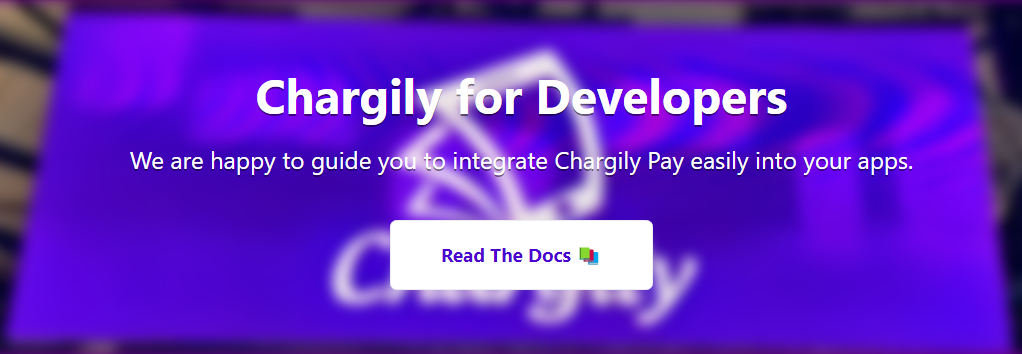 Chargily for Developers
We are happy to guide you to integrate Chargily Pay easily into your apps.
Read The Docs 📚
Chargily